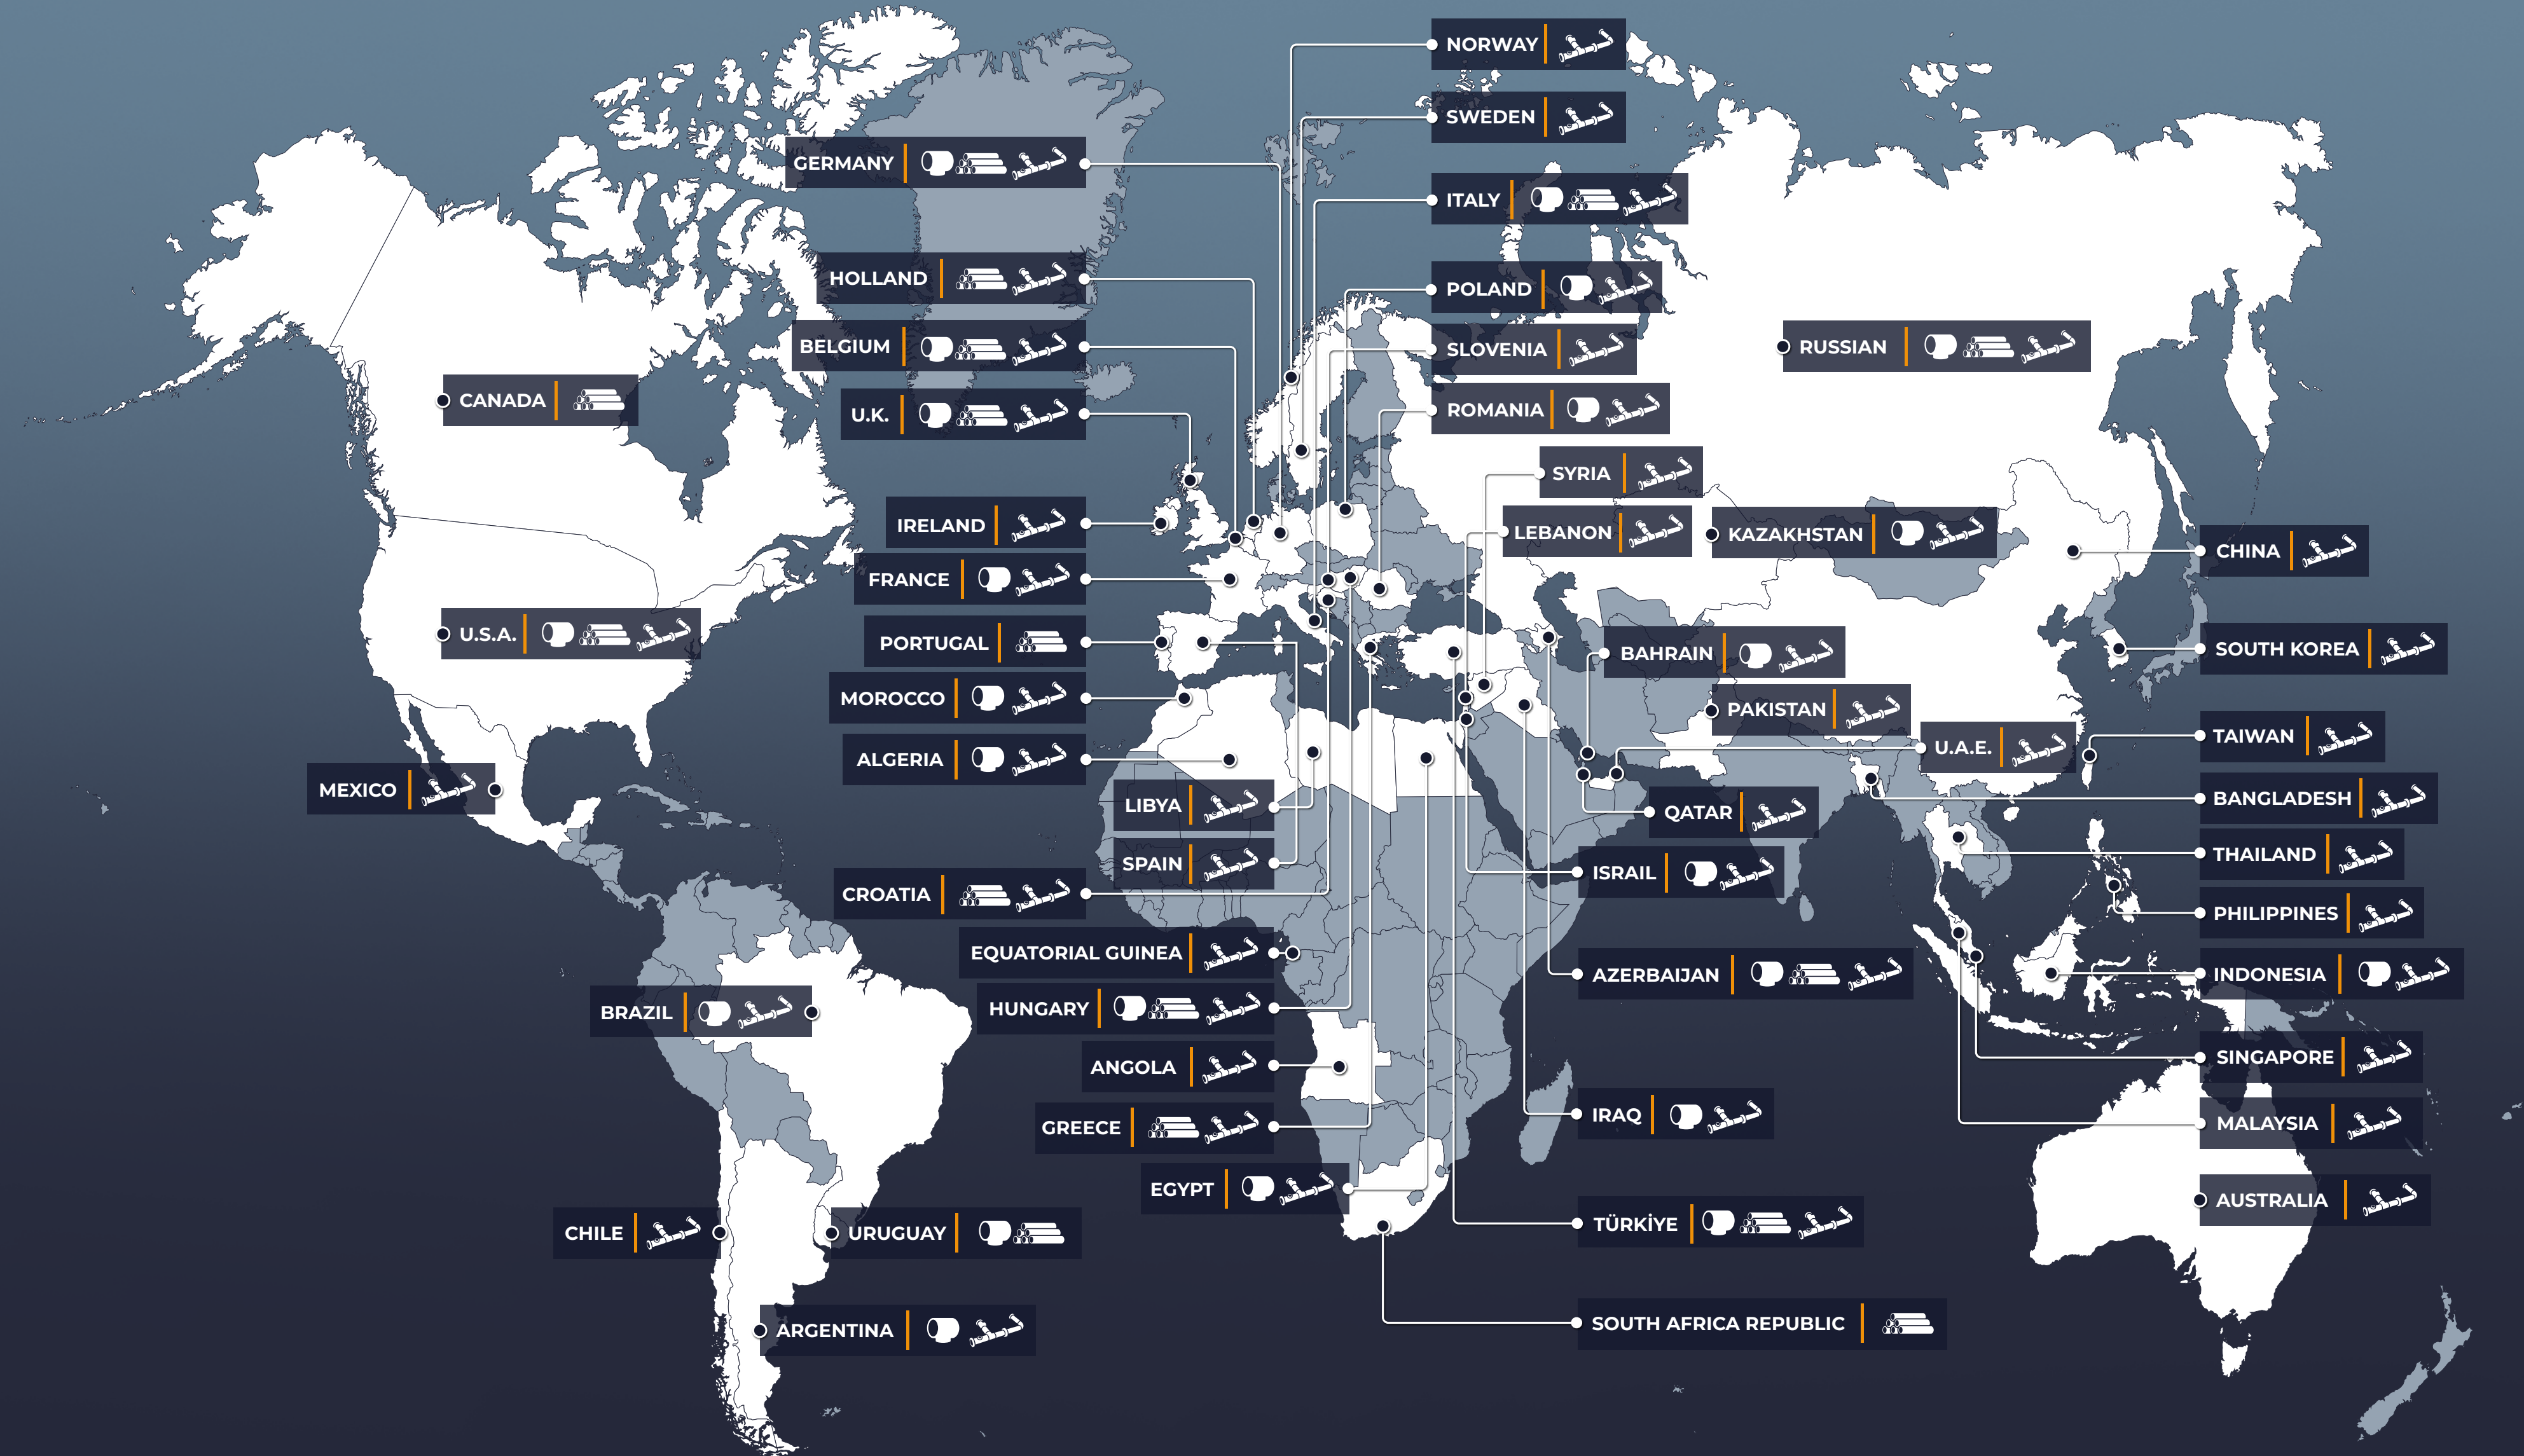 NORWAY
SWEDEN
GERMANY
ITALY
HOLLAND
POLAND
BELGIUM
SLOVENIA
RUSSIAN
CANADA
U.K.
ROMANIA
SYRIA
IRELAND
LEBANON
KAZAKHSTAN
CHINA
FRANCE
U.S.A.
PORTUGAL
BAHRAIN
SOUTH KOREA
MOROCCO
PAKISTAN
TAIWAN
U.A.E.
ALGERIA
MEXICO
LIBYA
QATAR
BANGLADESH
THAILAND
SPAIN
ISRAIL
CROATIA
PHILIPPINES
EQUATORIAL GUINEA
AZERBAIJAN
INDONESIA
BRAZIL
HUNGARY
SINGAPORE
ANGOLA
IRAQ
MALAYSIA
GREECE
EGYPT
AUSTRALIA
TÜRKİYE
CHILE
URUGUAY
SOUTH AFRICA REPUBLIC
ARGENTINA